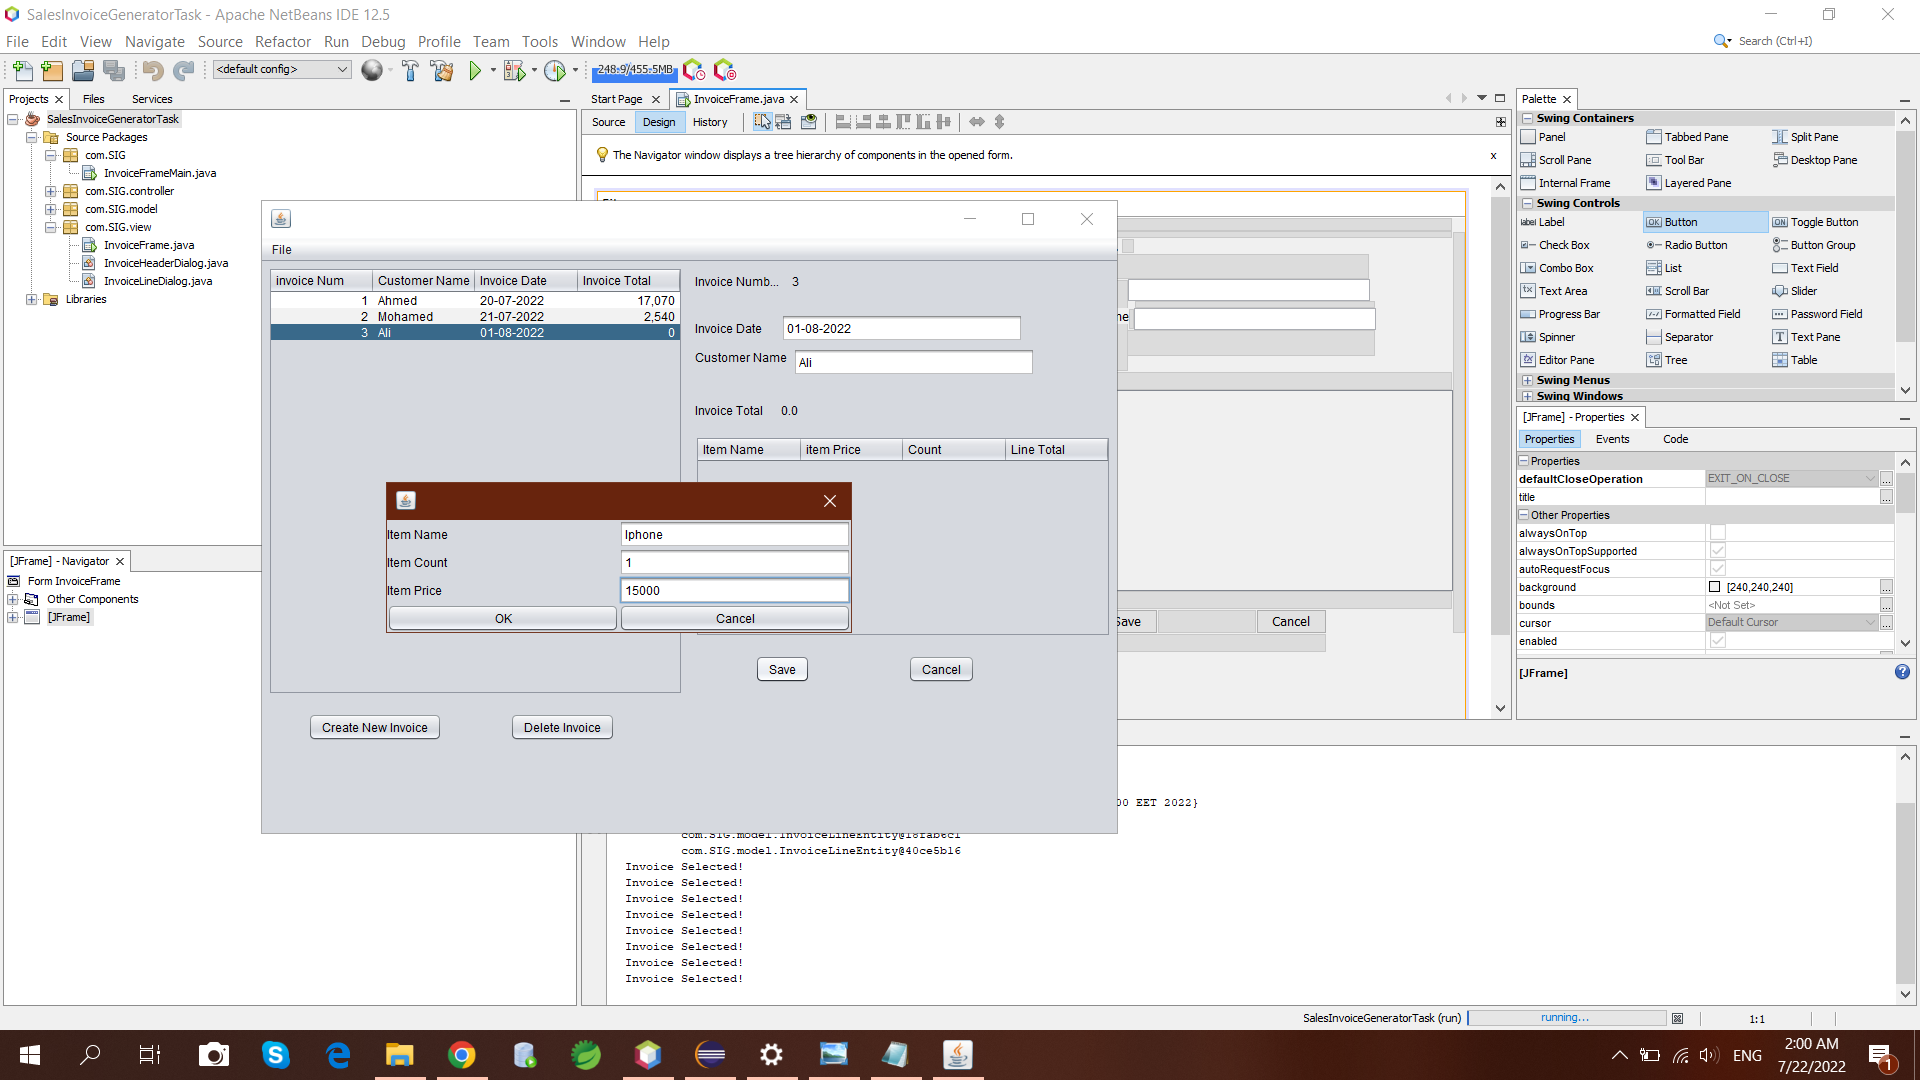 SalesInvoiceGeneratorTask - Apache NetBeans IDE 12.5
File Edit View Navigate Source Refactor Run Debug Profile Team Tools Window Help
Search (Ctrl+I)
<default config>
248.9/455.5MB
Projects Files Services
SalesInvoiceGeneratorTask
Source Packages
com.SIG
InvoiceFrameMain.java
com.SIG.controller
com.SIG.model
com.SIG.view
InvoiceFrame.java
InvoiceHeaderDialog.java
InvoiceLineDialog.java
Libraries
[JFrame] - Navigator
Form InvoiceFrame
Other Components
[JFrame]
Start Page InvoiceFrame.java
Source Design History
The Navigator window displays a tree hierarchy of components in the opened form.
x
File
invoice Num Customer Name Invoice Date Invoice Total
1 Ahmed 20-07-2022 17,070
2 Mohamed 21-07-2022 2,540
3 Ali 01-08-2022 0
Invoice Numb... 3
Invoice Date 01-08-2022
Customer Name Ali
Invoice Total 0.0
Item Name item Price Count Line Total
Item Name Iphone
Item Count 1
Item Price 15000
OK Cancel
Save Cancel
Create New Invoice Delete Invoice
ne
Save Cancel
00 EET 2022}
com.SIG.model.InvoiceLineEntity@18fab6c1
com.SIG.model.InvoiceLineEntity@40ce5b16
Invoice Selected!
Invoice Selected!
Invoice Selected!
Invoice Selected!
Invoice Selected!
Invoice Selected!
Invoice Selected!
Invoice Selected!
Palette
Swing Containers
Panel Tabbed Pane Split Pane
Scroll Pane Tool Bar Desktop Pane
Internal Frame Layered Pane
Swing Controls
label Label OK Button ON Toggle Button
Check Box Radio Button Button Group
Combo Box List Text Field
Text Area Scroll Bar Slider
Progress Bar Formatted Field Password Field
Spinner Separator Text Pane
Editor Pane Tree Table
Swing Menus
Swing Windows
[JFrame] - Properties
Properties Events Code
Properties
defaultCloseOperation EXIT_ON_CLOSE ...
title ...
Other Properties
alwaysOnTop
alwaysOnTopSupported
autoRequestFocus
background [240,240,240] ...
bounds <Not Set> ...
cursor Default Cursor ...
enabled
[JFrame]
SalesInvoiceGeneratorTask (run) running... 1:1
ENG
2:00 AM
7/22/2022
1